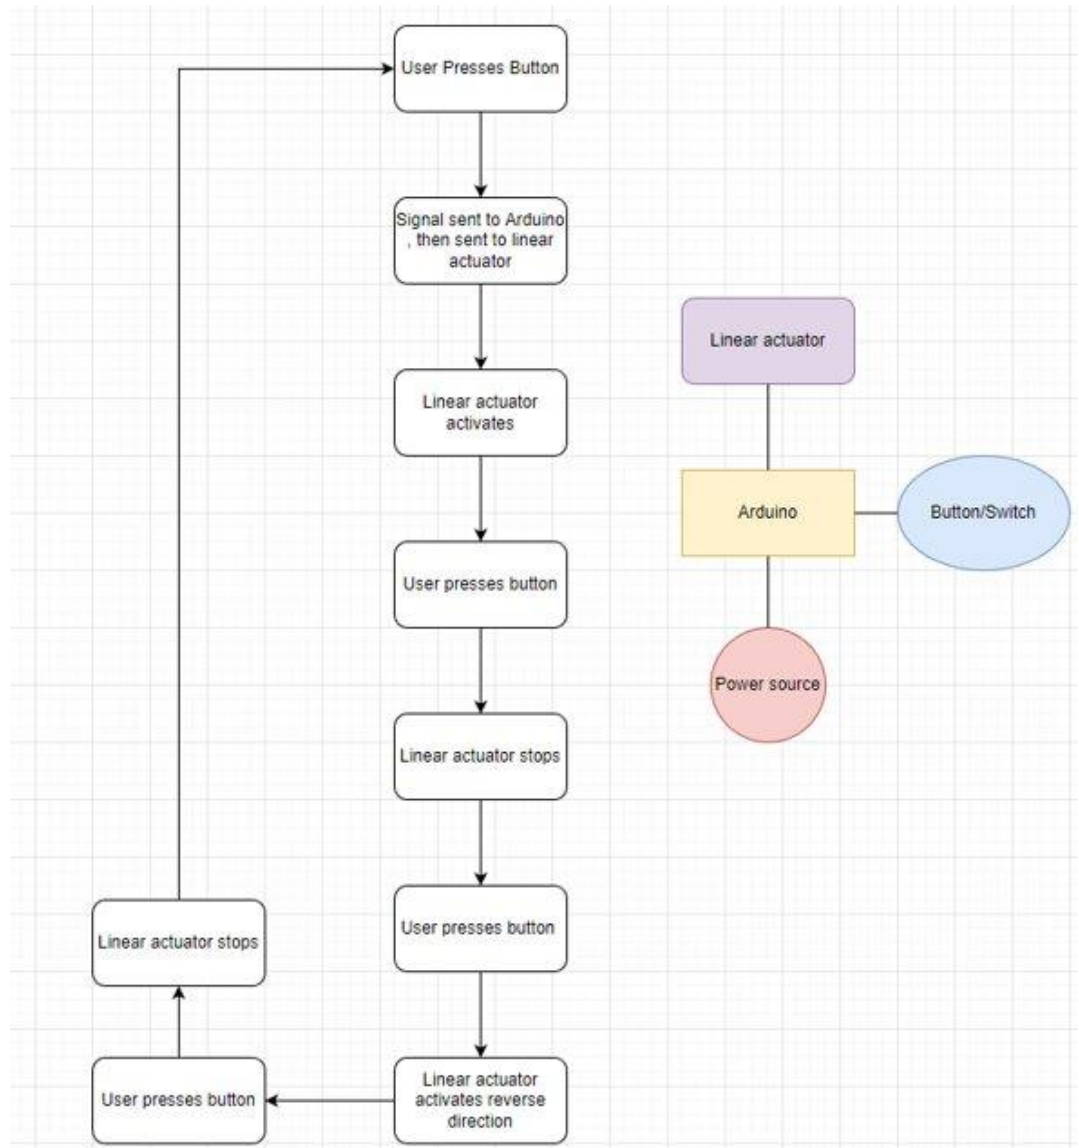 User Presses Button
Signal sent to Arduino
, then sent to linear
actuator
Linear actuator
activates
User presses button
Linear actuator stops
User presses button
Linear actuator
activates reverse
direction
User presses button
Linear actuator stops
Linear actuator
Arduino
Button/Switch
Power source